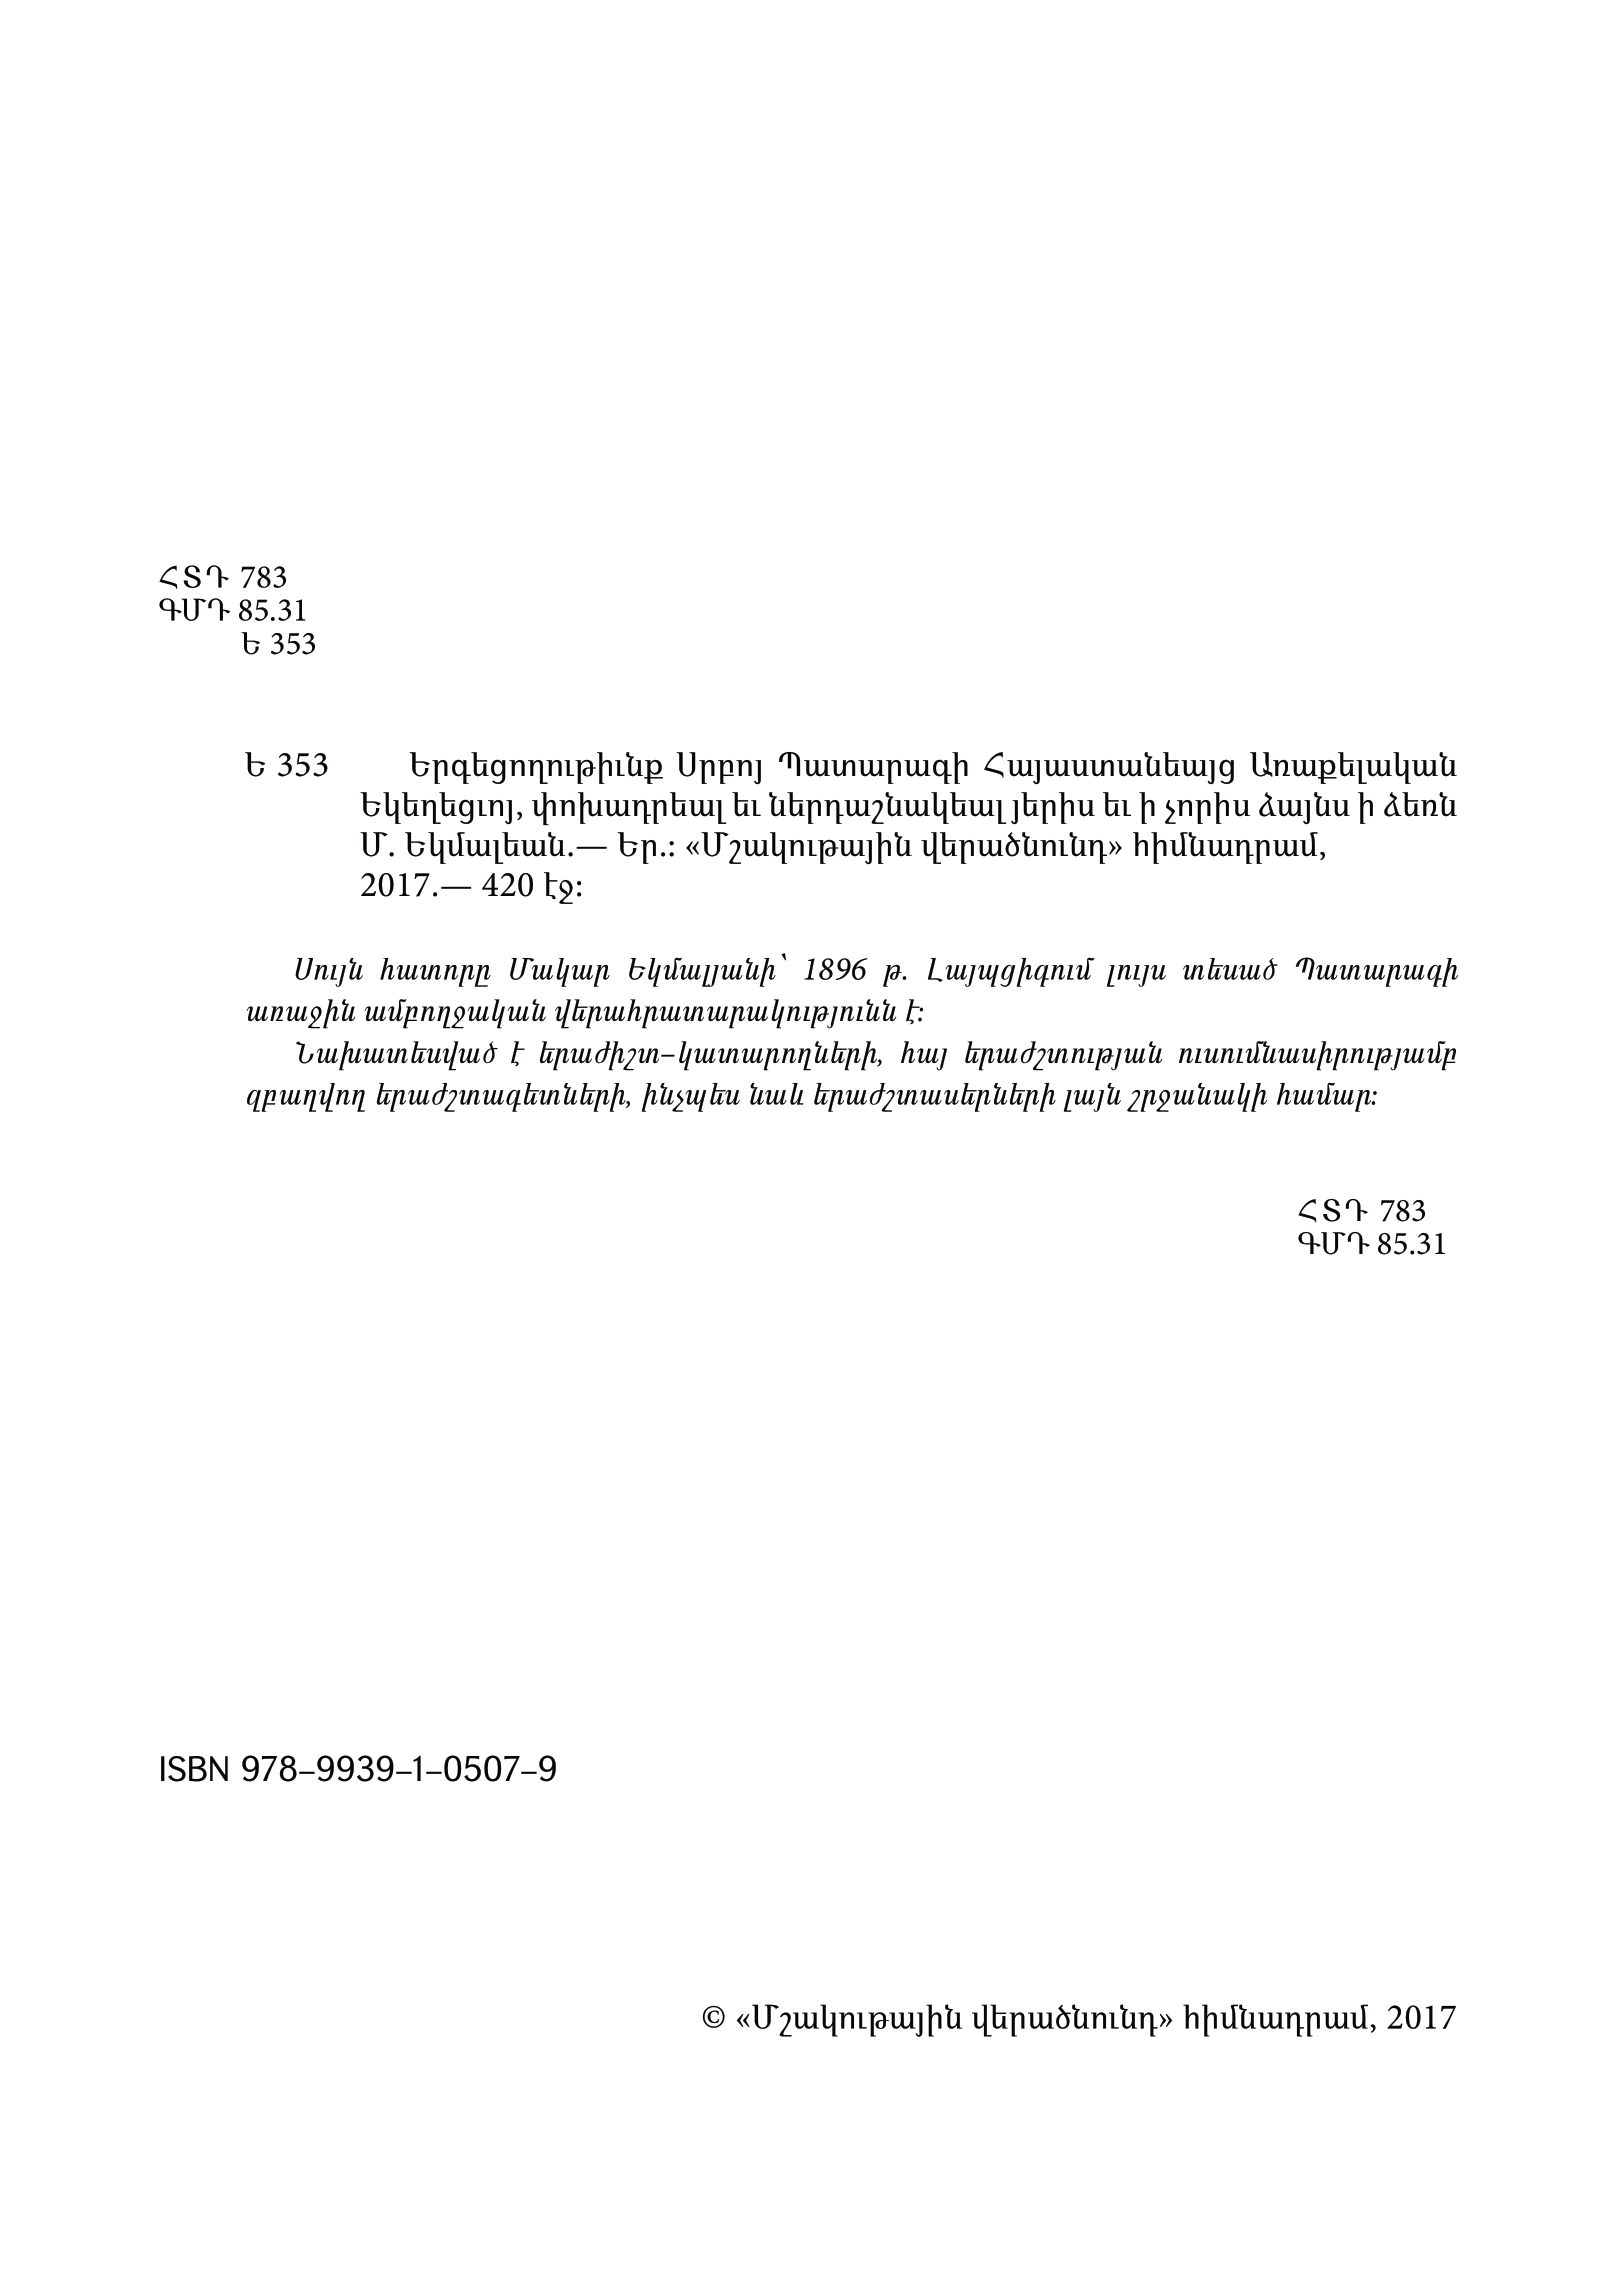 ՀՏԴ 783
ԳՄԴ 85.31
Ե 353
Ե 353 Երգեցողութիւնք Սրբոյ Պատարագի Հայաստանեայց Առաքելական
Եկեղեցւոյ, փոխադրեալ եւ ներդաշնակեալ յերիս եւ ի չորիս ձայնս ի ձեռն
Մ. Եկմալեան.— Եր.։ «Մշակութային վերածնունդ» հիմնադրամ,
2017.— 420 էջ։
Սույն հատորը Մակար Եկմալյանի՝ 1896 թ. Լայպցիգում լույս տեսած Պատարագի
առաջին ամբողջական վերահրատարակությունն է։
Նախատեսված է երաժիշտ–կատարողների, հայ երաժշտության ուսումնասիրությամբ
զբաղվող երաժշտագետների, ինչպես նաև երաժշտասերների լայն շրջանակի համար։
ՀՏԴ 783
ԳՄԴ 85.31
ISBN 978–9939–1–0507–9
© «Մշակութային վերածնունդ» հիմնադրամ, 2017